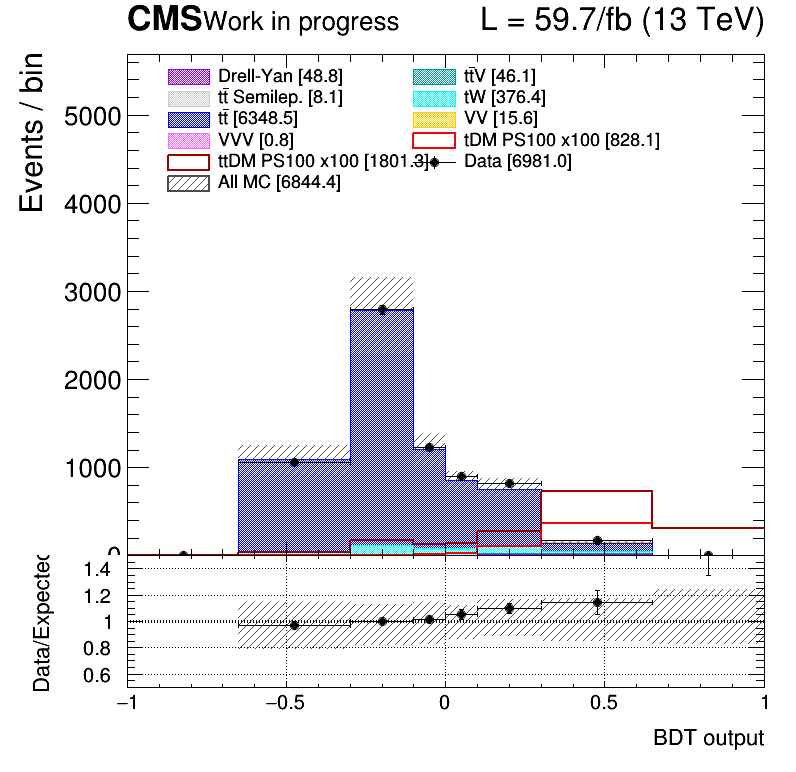 CMS Work in progress L = 59.7/fb (13 TeV)
Events / bin
Drell-Yan [48.8] tt̄V [46.1]
tt̄ Semilep. [8.1] tW [376.4]
tt̄ [6348.5] VV [15.6]
VVV [0.8] tDM PS100 x100 [828.1]
ttDM PS100 x100 [1801.3] Data [6981.0]
All MC [6844.4]
5000
4000
3000
2000
1000
0
Data/Expected
1.4
1.2
1
0.8
0.6
−1 −0.5 0 0.5 1
BDT output